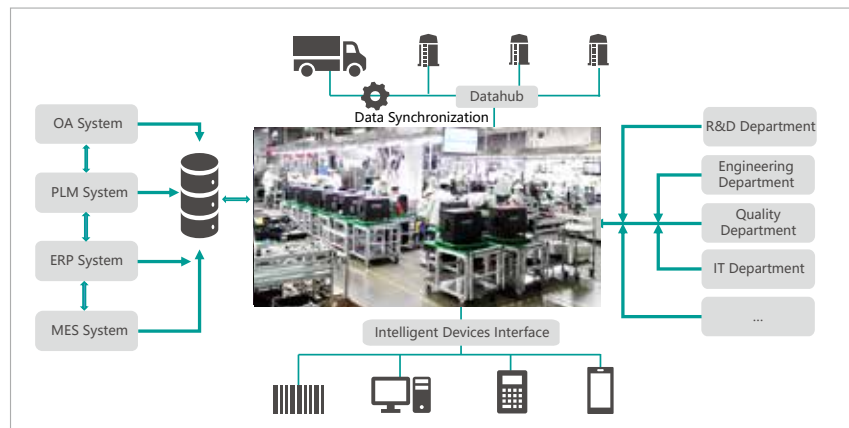 Datahub
Data Synchronization
OA System
PLM System
ERP System
MES System
R&D Department
Engineering
Department
Quality
Department
IT Department
...
Intelligent Devices Interface